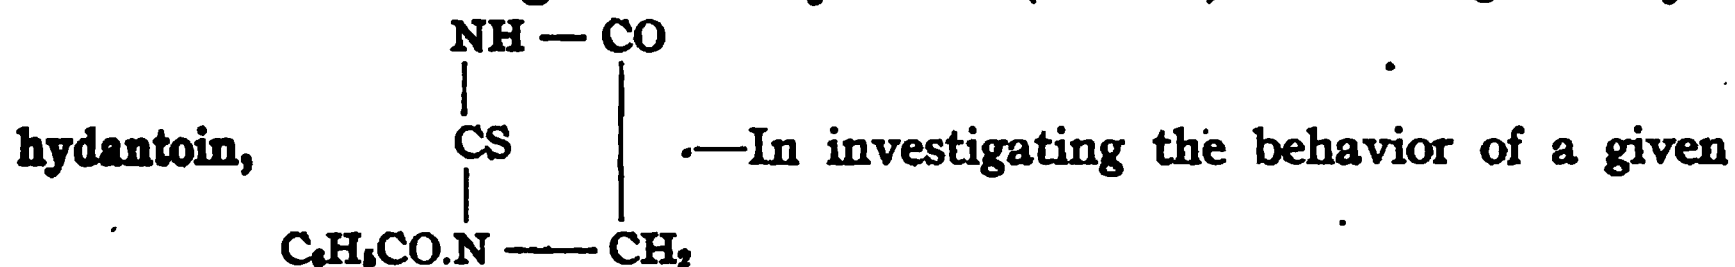 NH — CO
CS
hydantoin, .—In investigating the behavior of a given
C₆H₅CO.N —— CH₂